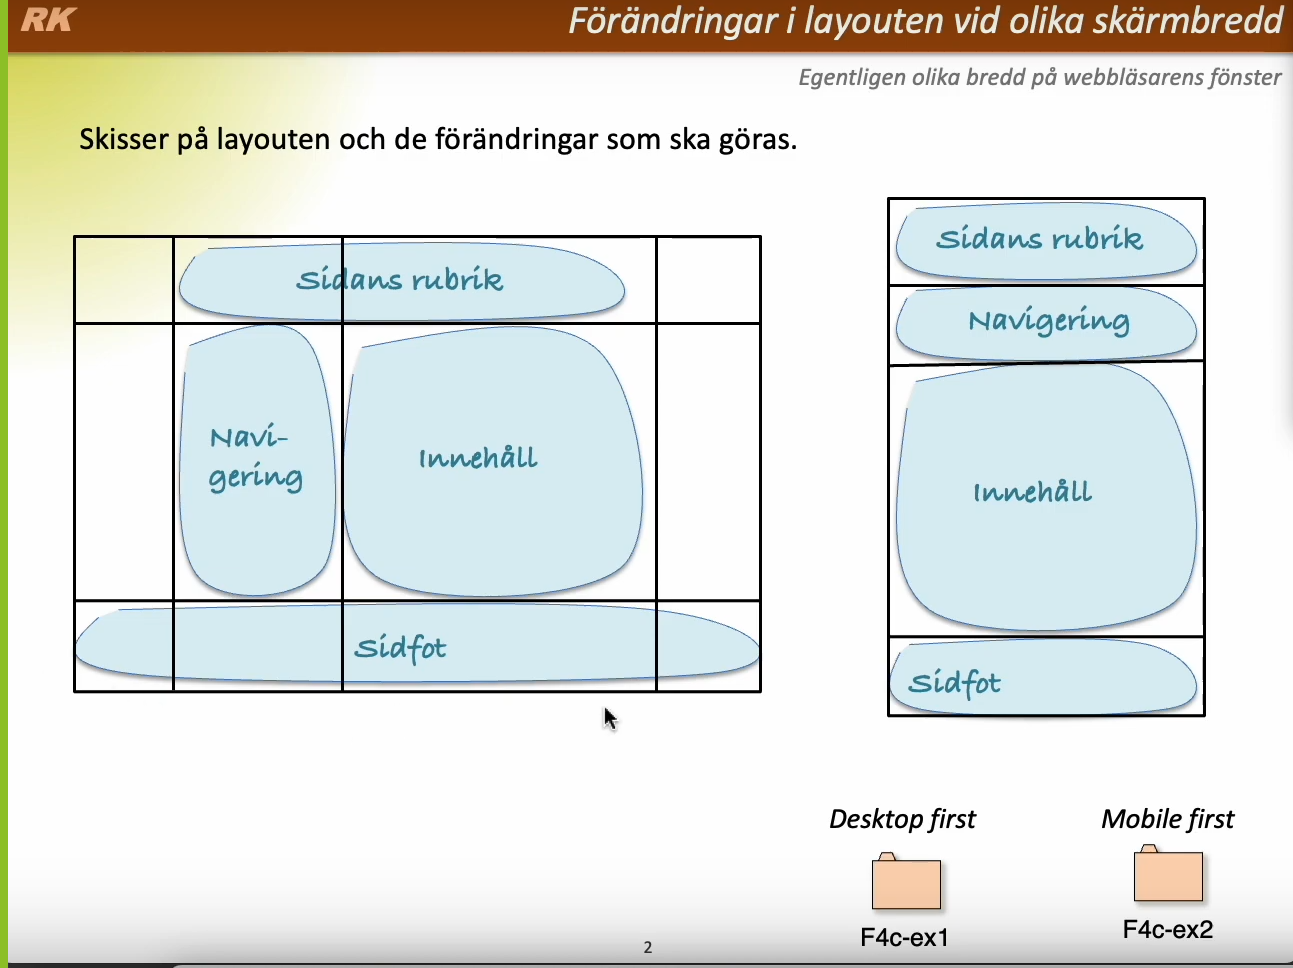 RK
Förändringar i layouten vid olika skärmbredd
Egentligen olika bredd på webbläsarens fönster
Skisser på layouten och de förändringar som ska göras.
Sidans rubrik
Navi-
gering
Innehåll
Sidfot
Sidans rubrik
Navigering
Innehåll
Sidfot
Desktop first
F4c-ex1
Mobile first
F4c-ex2
2